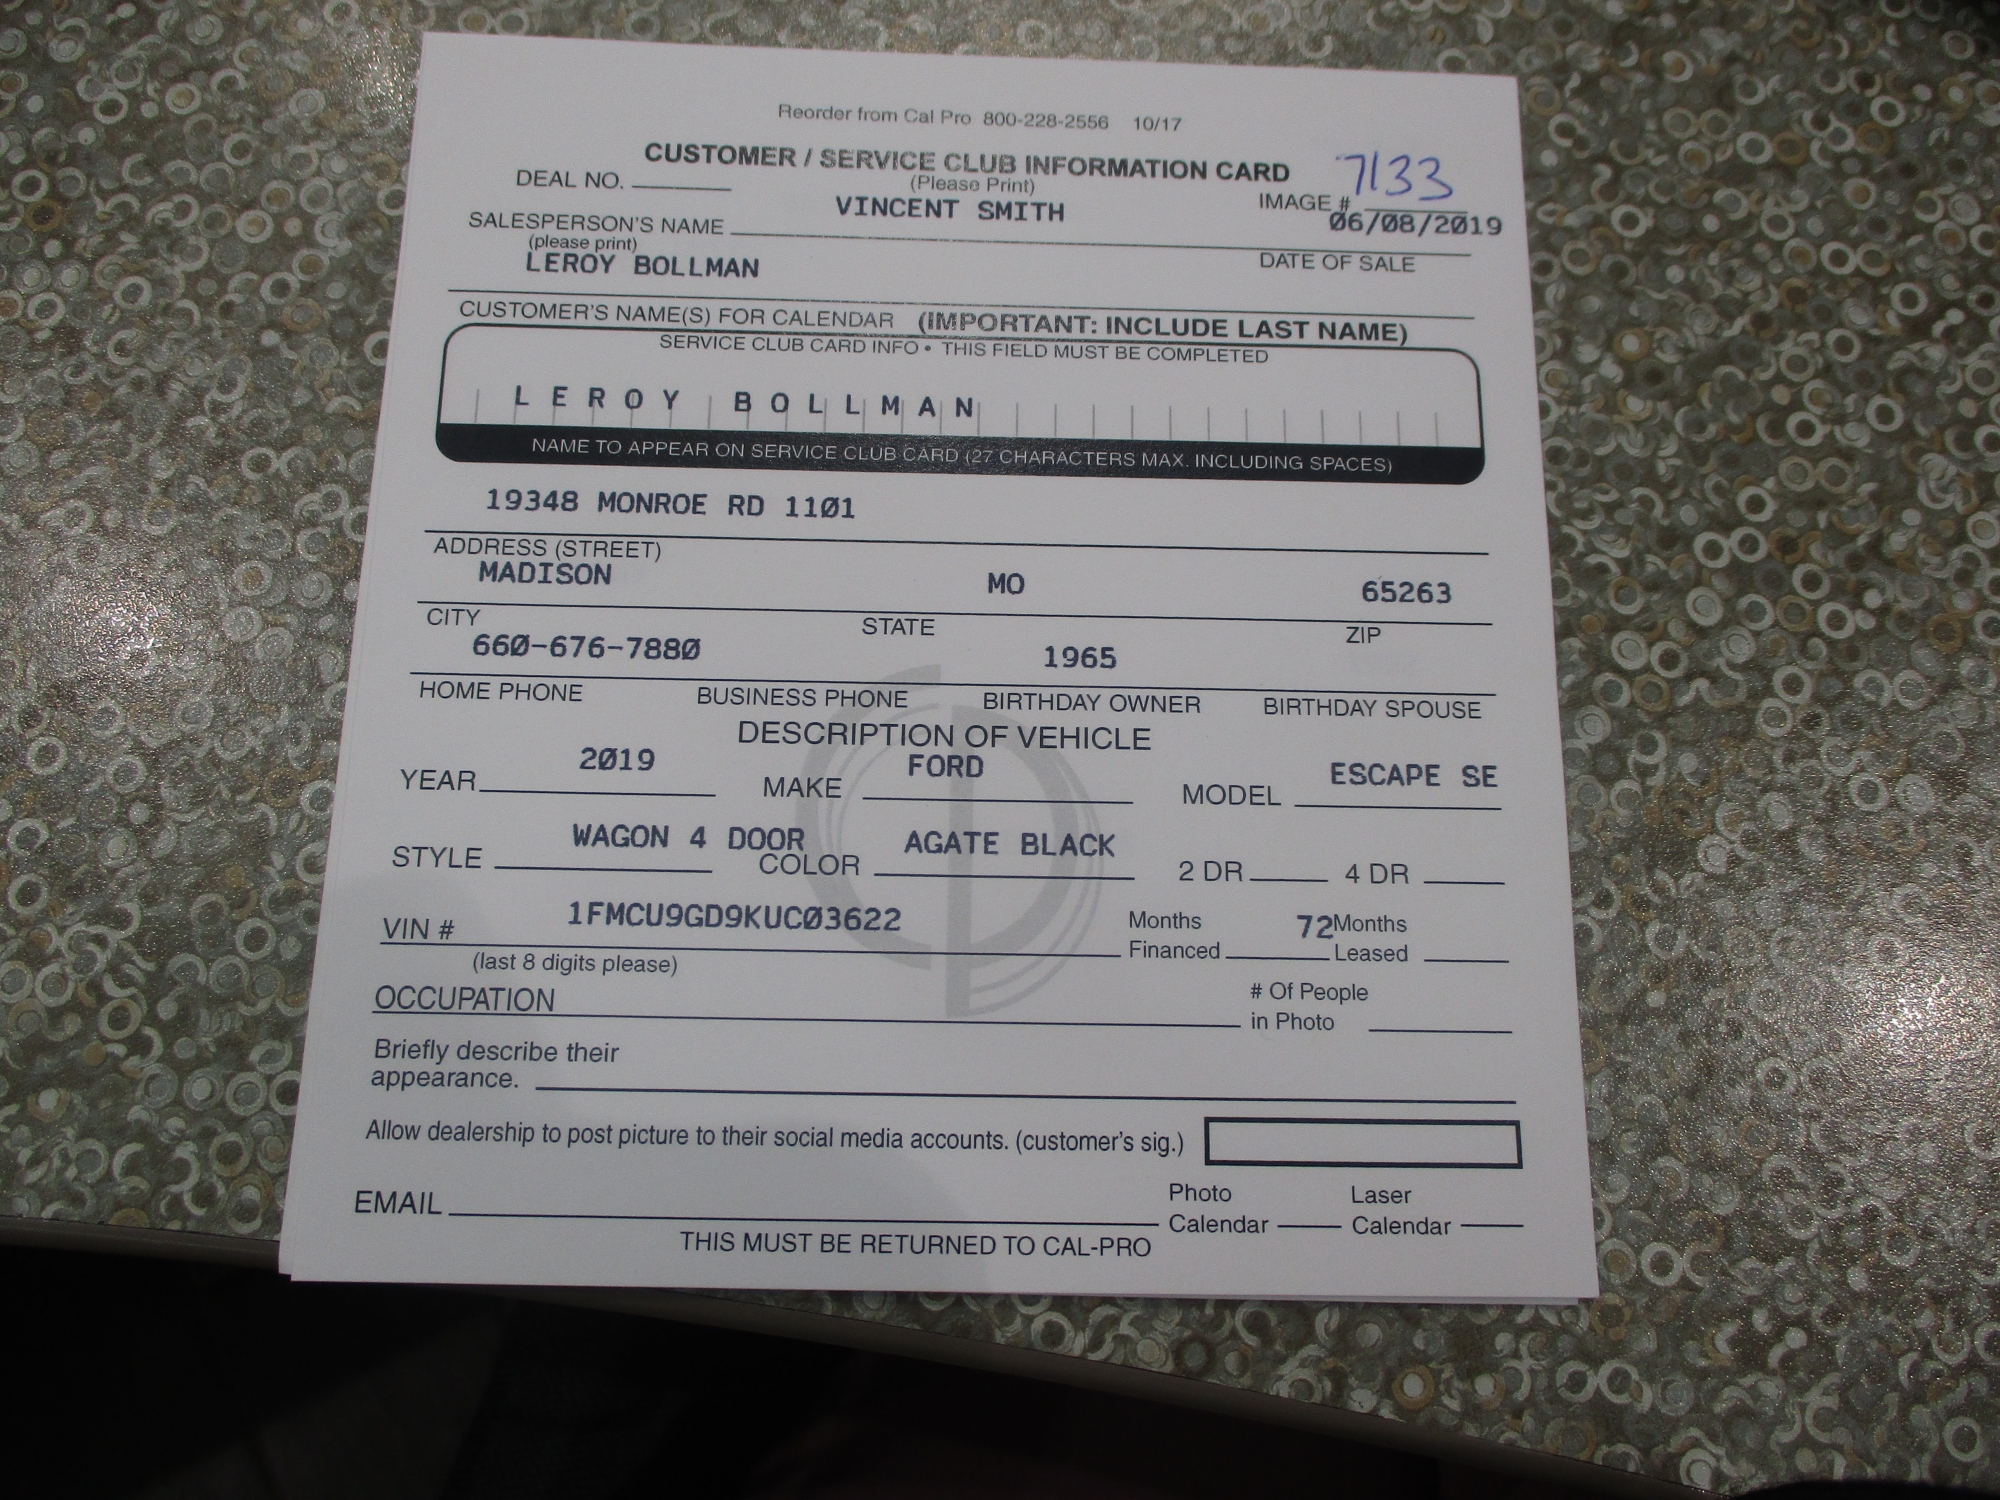 Reorder from Cal Pro 800-228-2556 10/17
CUSTOMER / SERVICE CLUB INFORMATION CARD
(Please Print)
DEAL NO.
IMAGE # 7133
VINCENT SMITH
06/08/2019
SALESPERSON'S NAME
(please print)
DATE OF SALE
LEROY BOLLMAN
CUSTOMER'S NAME(S) FOR CALENDAR (IMPORTANT: INCLUDE LAST NAME)
SERVICE CLUB CARD INFO • THIS FIELD MUST BE COMPLETED
LEROY BOLLMAN
NAME TO APPEAR ON SERVICE CLUB CARD (27 CHARACTERS MAX. INCLUDING SPACES)
19348 MONROE RD 1101
ADDRESS (STREET)
MADISON MO 65263
CITY STATE ZIP
660-676-7880 1965
HOME PHONE BUSINESS PHONE BIRTHDAY OWNER BIRTHDAY SPOUSE
DESCRIPTION OF VEHICLE
YEAR 2019 MAKE FORD MODEL ESCAPE SE
STYLE WAGON 4 DOOR COLOR AGATE BLACK 2 DR 4 DR
VIN # 1FMCU9GD9KUC03622 Months Financed 72 Months Leased
(last 8 digits please)
OCCUPATION # Of People in Photo
Briefly describe their
appearance.
Allow dealership to post picture to their social media accounts. (customer's sig.)
EMAIL Photo Calendar Laser Calendar
THIS MUST BE RETURNED TO CAL-PRO